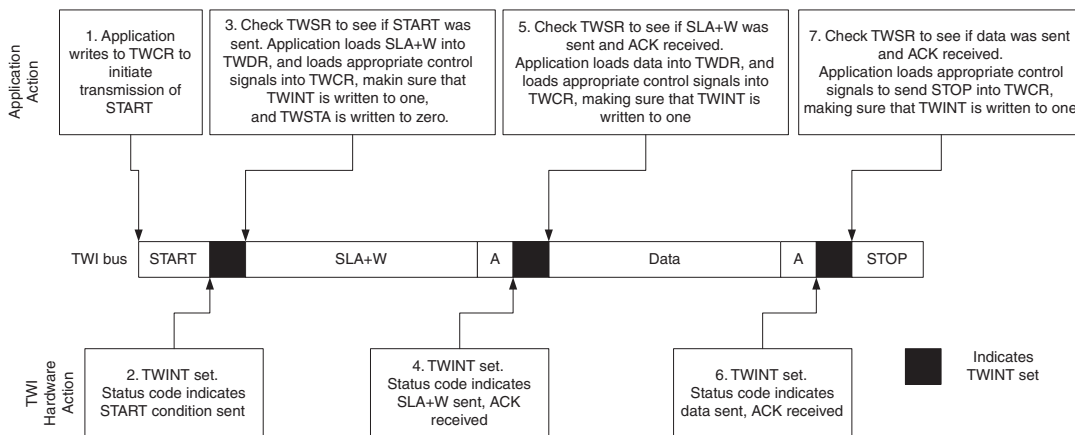 Application
Action
1. Application
writes to TWCR to
initiate
transmission of
START
3. Check TWSR to see if START was
sent. Application loads SLA+W into
TWDR, and loads appropriate control
signals into TWCR, makin sure that
TWINT is written to one,
and TWSTA is written to zero.
5. Check TWSR to see if SLA+W was
sent and ACK received.
Application loads data into TWDR, and
loads appropriate control signals into
TWCR, making sure that TWINT is
written to one
7. Check TWSR to see if data was sent
and ACK received.
Application loads appropriate control
signals to send STOP into TWCR,
making sure that TWINT is written to one
TWI bus
START
SLA+W
A
Data
A
STOP
TWI
Hardware
Action
2. TWINT set.
Status code indicates
START condition sent
4. TWINT set.
Status code indicates
SLA+W sent, ACK
received
6. TWINT set.
Status code indicates
data sent, ACK received
Indicates
TWINT set